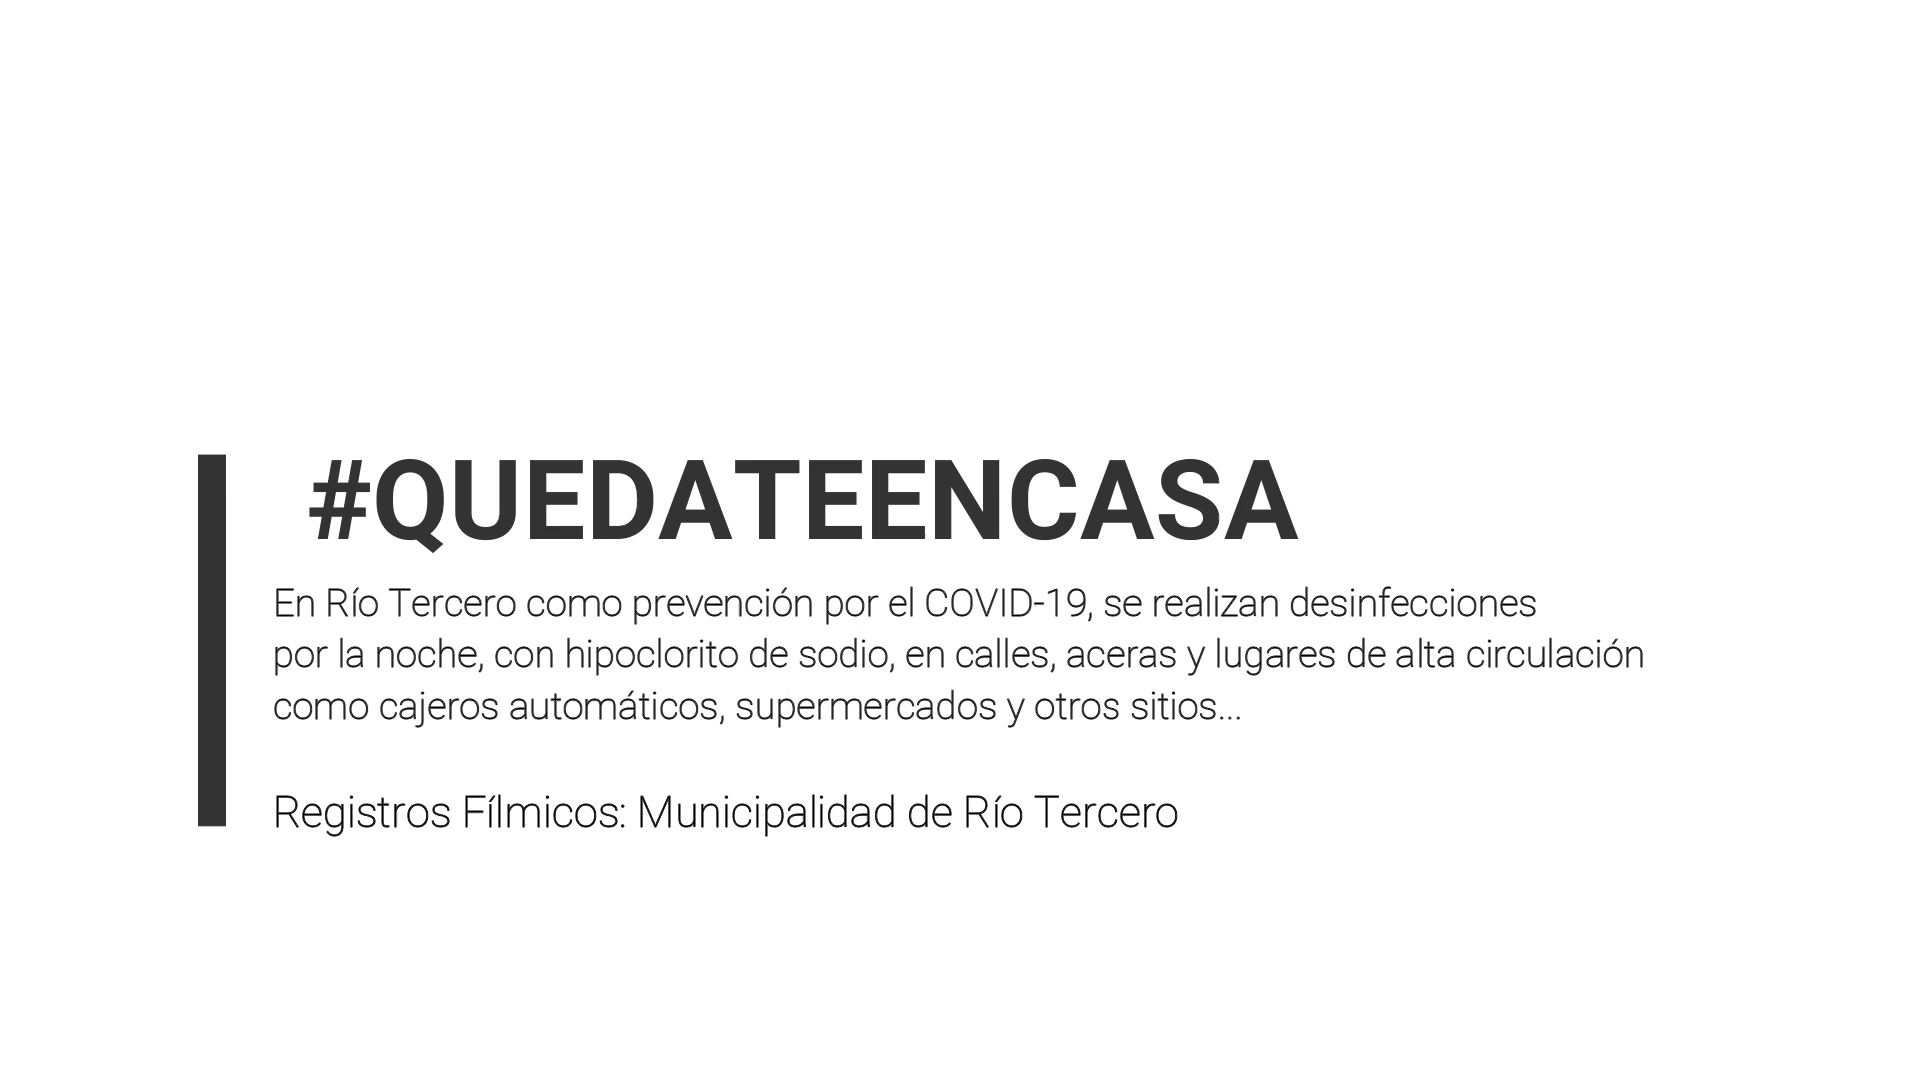 #QUEDATEENCASA
En Río Tercero como prevención por el COVID-19, se realizan desinfecciones
por la noche, con hipoclorito de sodio, en calles, aceras y lugares de alta circulación
como cajeros automáticos, supermercados y otros sitios...
Registros Fílmicos: Municipalidad de Río Tercero